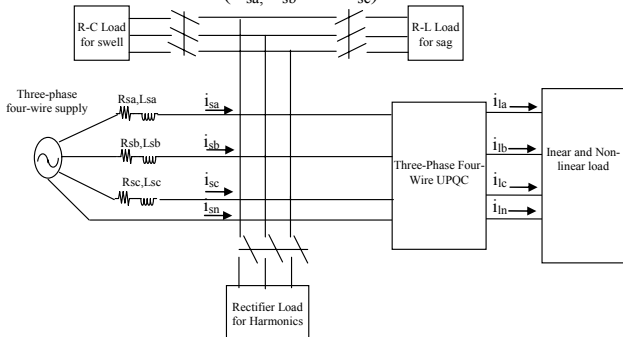 R-C Load
for swell
R-L Load
for sag
Three-phase
four-wire supply
Rsa,Lsa
Rsb,Lsb
Rsc,Lsc
isa
isb
isc
isn
Three-Phase Four-
Wire UPQC
ila
ilb
ilc
iln
Inear and Non-
linear load
Rectifier Load
for Harmonics